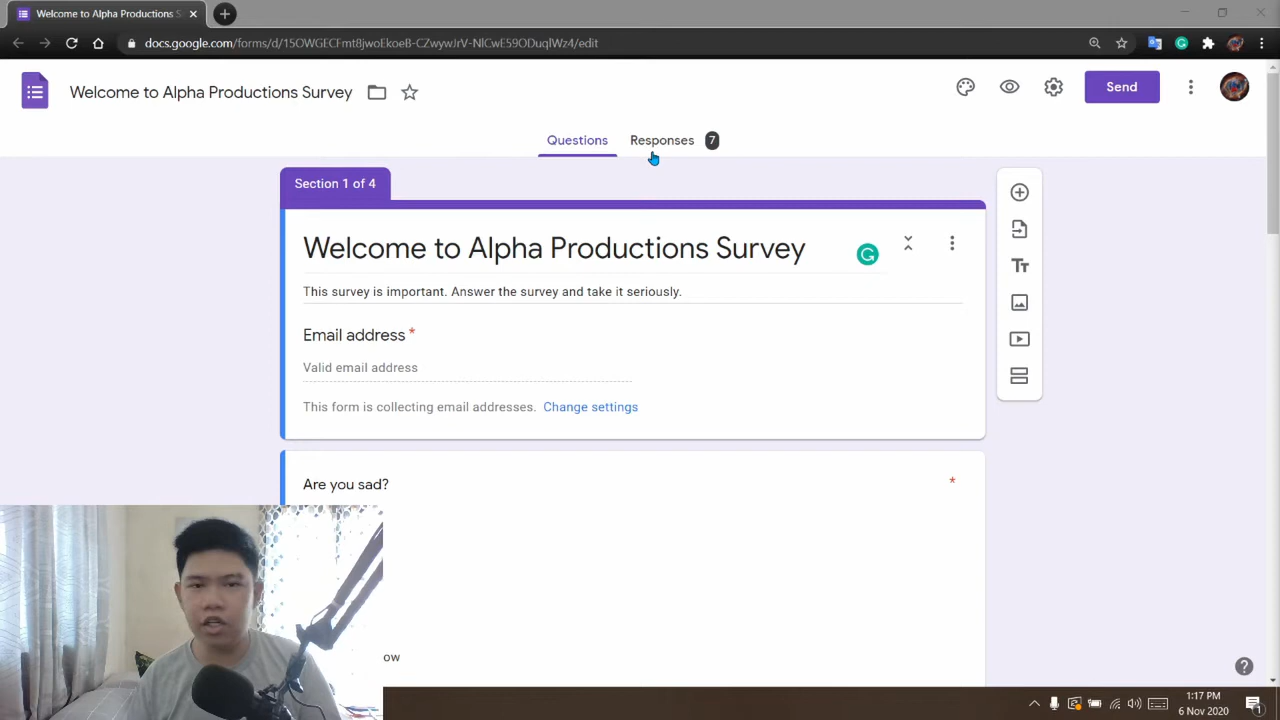 Welcome to Alpha Productions S
docs.google.com/forms/d/15OWGECFmt8jwoEkoeB-CZwywJrV-NlCwE59ODuqlWz4/edit
Welcome to Alpha Productions Survey
Send
Questions
Responses 7
Section 1 of 4
Welcome to Alpha Productions Survey
This survey is important. Answer the survey and take it seriously.
Email address *
Valid email address
This form is collecting email addresses. Change settings
Are you sad? *
ow
1:17 PM
6 Nov 2020